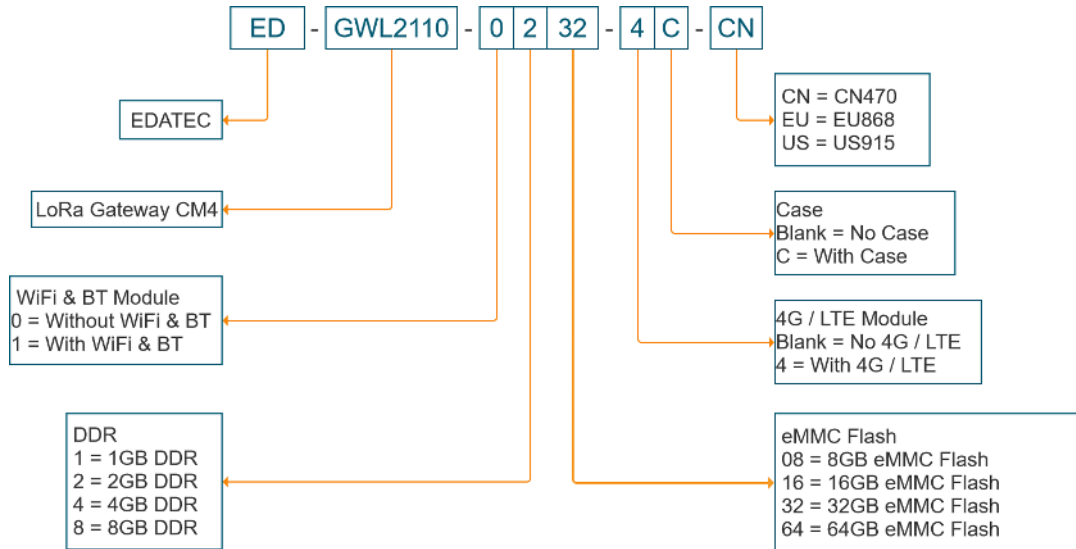 ED - GWL2110 - 0 2 32 - 4 C - CN
EDATEC
LoRa Gateway CM4
WiFi & BT Module
0 = Without WiFi & BT
1 = With WiFi & BT
DDR
1 = 1GB DDR
2 = 2GB DDR
4 = 4GB DDR
8 = 8GB DDR
CN = CN470
EU = EU868
US = US915
Case
Blank = No Case
C = With Case
4G / LTE Module
Blank = No 4G / LTE
4 = With 4G / LTE
eMMC Flash
08 = 8GB eMMC Flash
16 = 16GB eMMC Flash
32 = 32GB eMMC Flash
64 = 64GB eMMC Flash